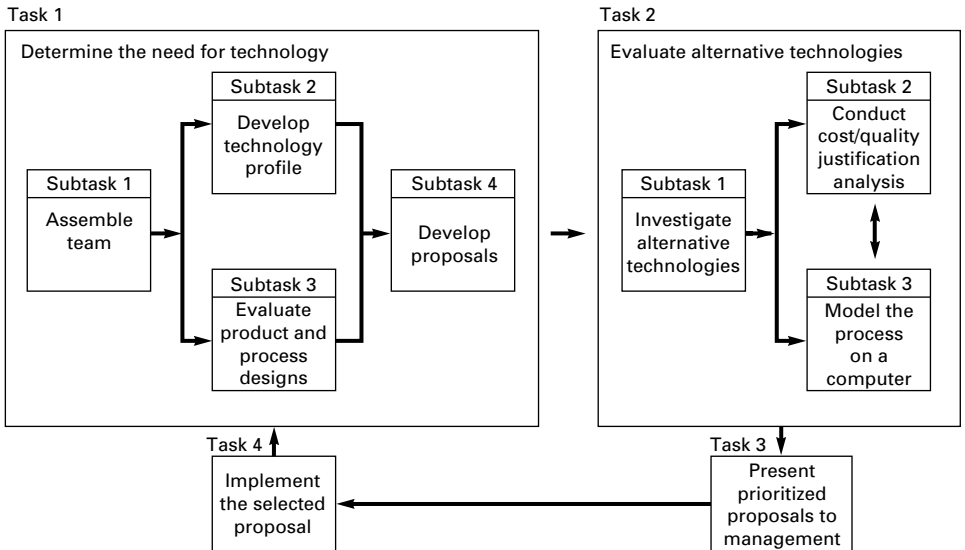 Task 1
Determine the need for technology
Subtask 1
Assemble
team
Subtask 2
Develop
technology
profile
Subtask 3
Evaluate
product and
process
designs
Subtask 4
Develop
proposals
Task 2
Evaluate alternative technologies
Subtask 1
Investigate
alternative
technologies
Subtask 2
Conduct
cost/quality
justification
analysis
Subtask 3
Model the
process
on a
computer
Task 3
Present
prioritized
proposals to
management
Task 4
Implement
the selected
proposal